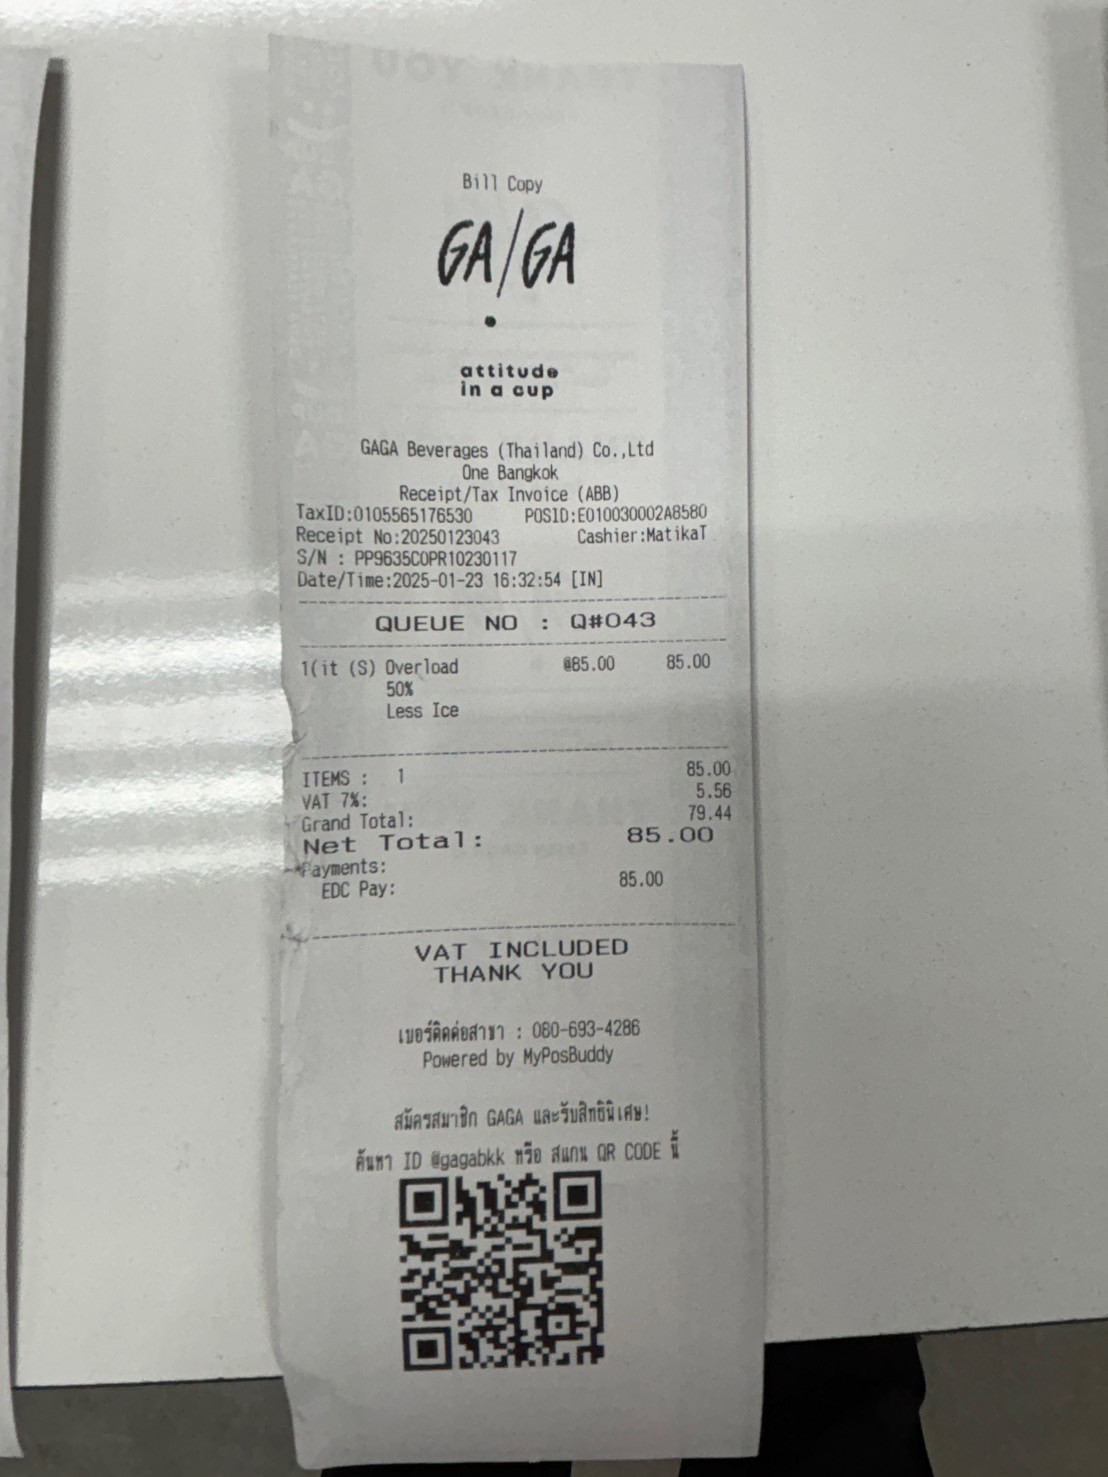 Bill Copy
GA/GA
attitude
in a cup
GAGA Beverages (Thailand) Co.,Ltd
One Bangkok
Receipt/Tax Invoice (ABB)
TaxID:0105565176530 POSID:E010030002A8580
Receipt No:20250123043 Cashier:MatikaT
S/N : PP9635COPR10230117
Date/Time:2025-01-23 16:32:54 [IN]
QUEUE NO : Q#043
1(it (S) Overload @85.00 85.00
50%
Less Ice
ITEMS : 1 85.00
VAT 7%: 5.56
Grand Total: 79.44
Net Total: 85.00
*Payments:
EDC Pay: 85.00
VAT INCLUDED
THANK YOU
เบอร์ติดต่อสาขา : 080-693-4286
Powered by MyPosBuddy
สมัครสมาชิก GAGA และรับสิทธิพิเศษ!
ค้นหา ID @gagabkk หรือ สแกน QR CODE นี้